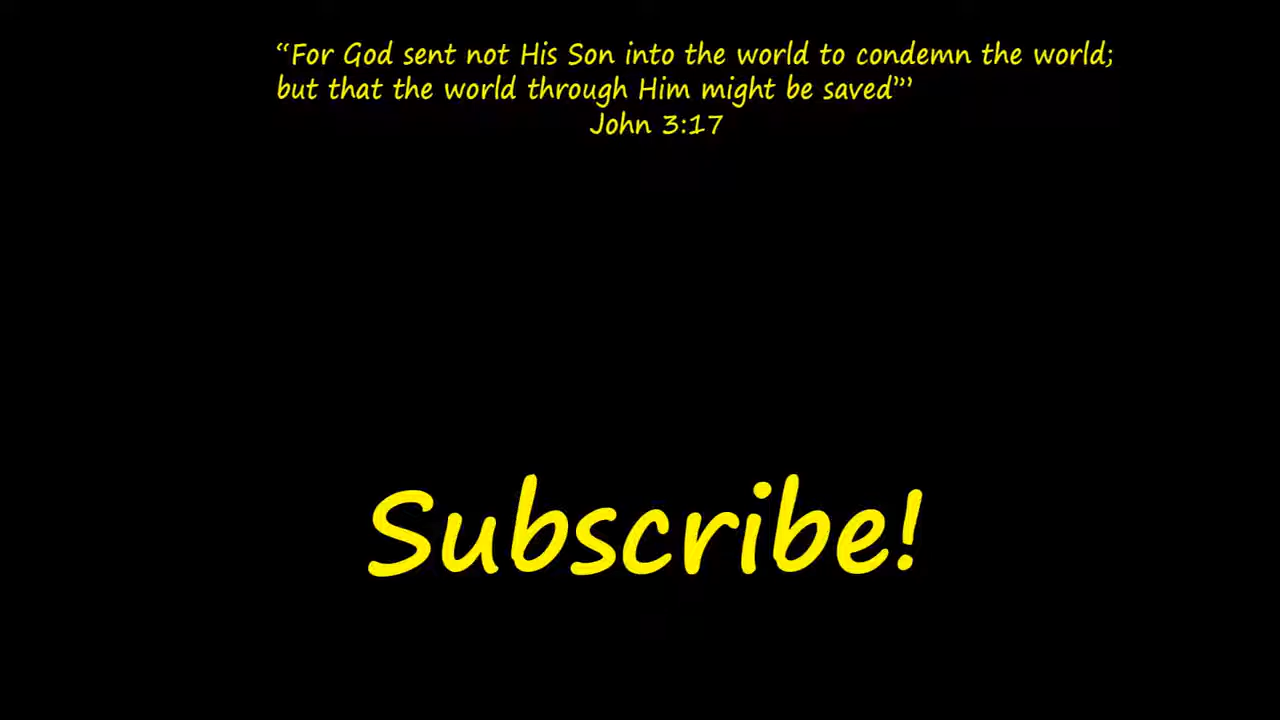 “For God sent not His Son into the world to condemn the world;
but that the world through Him might be saved”’
John 3:17
Subscribe!